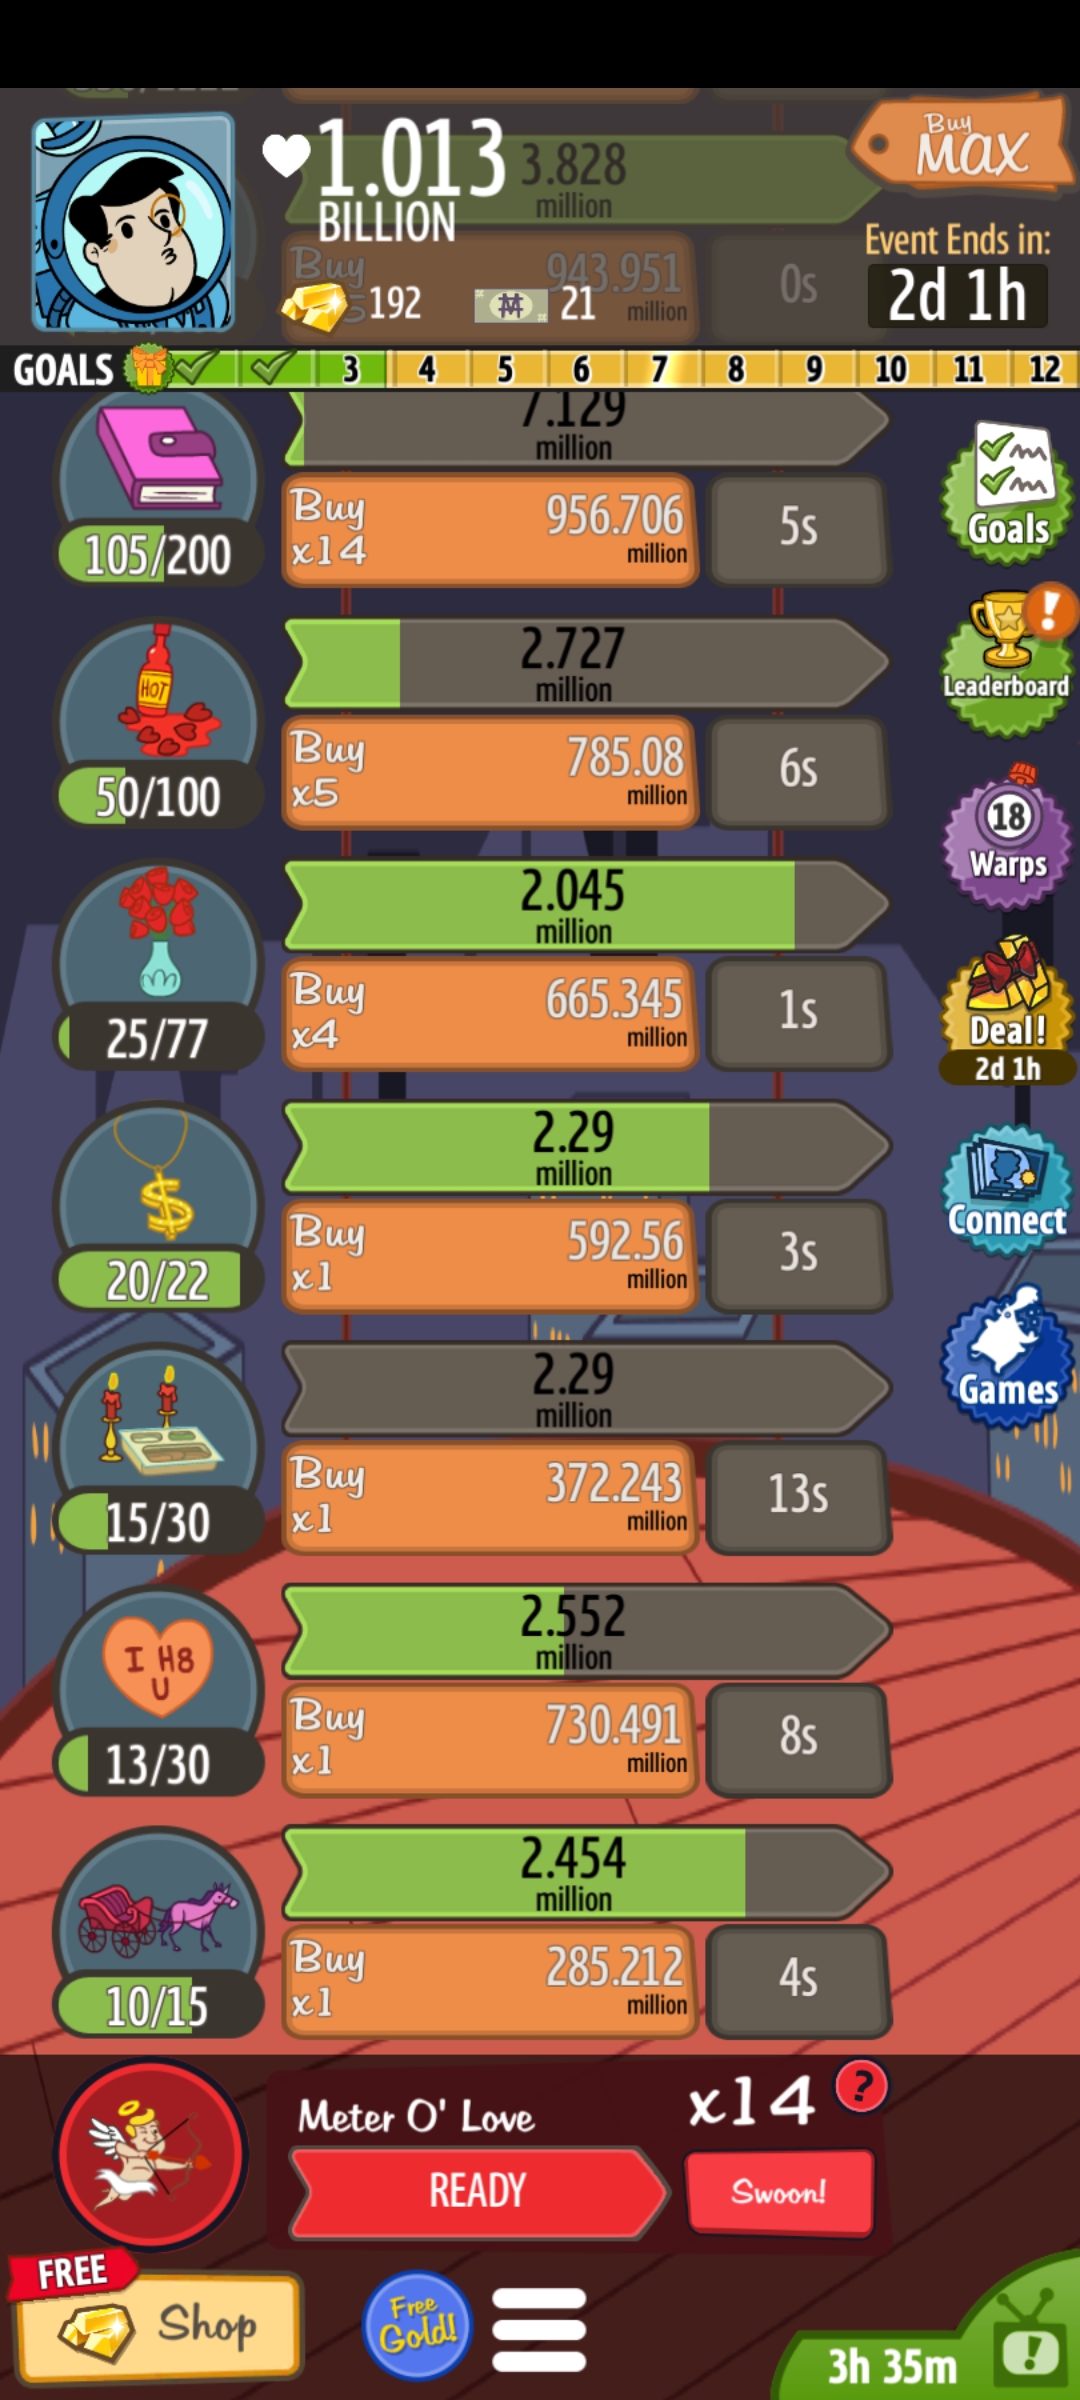 1.013
BILLION
3.828
million
Buy
MAX
Buy
943.951
million
0s
Event Ends in:
2d 1h
192
21
GOALS
3
4
5
6
7
8
9
10
11
12
7.129
million
Buy
x14
956.706
million
5s
105/200
Goals
HOT
2.727
million
Buy
x5
785.08
million
6s
50/100
Leaderboard
!
2.045
million
Buy
x4
665.345
million
1s
25/77
18
Warps
Deal!
2d 1h
$
2.29
million
Buy
x1
592.56
million
3s
20/22
Connect
2.29
million
Buy
x1
372.243
million
13s
15/30
Games
I H8
U
2.552
million
Buy
x1
730.491
million
8s
13/30
2.454
million
Buy
x1
285.212
million
4s
10/15
Meter O' Love
x14
?
READY
Swoon!
FREE
Shop
Free
Gold!
3h 35m
!